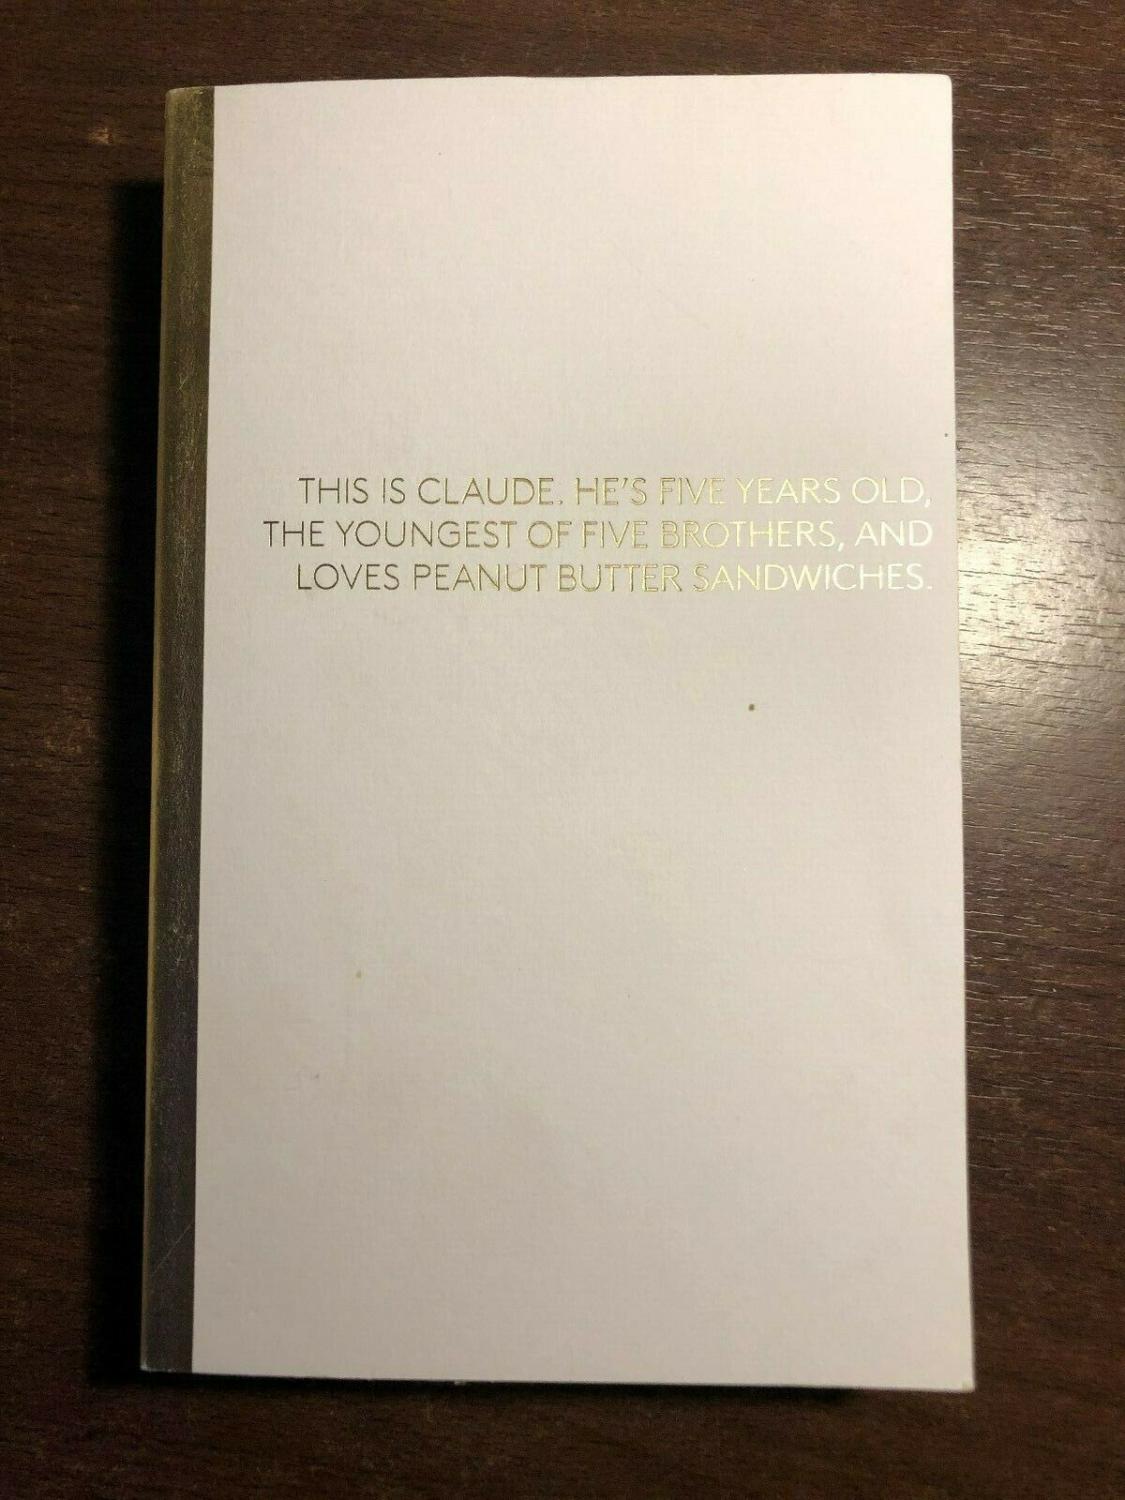 THIS IS CLAUDE. HE'S FIVE YEARS OLD,
THE YOUNGEST OF FIVE BROTHERS, AND
LOVES PEANUT BUTTER SANDWICHES.